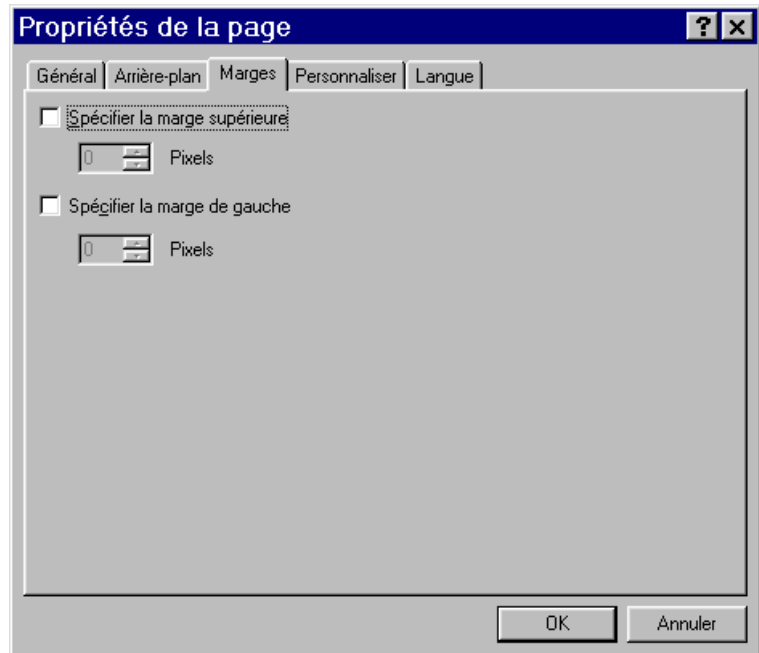 Propriétés de la page
Général Arrière-plan Marges Personnaliser Langue
Spécifier la marge supérieure
0 Pixels
Spécifier la marge de gauche
0 Pixels
OK Annuler